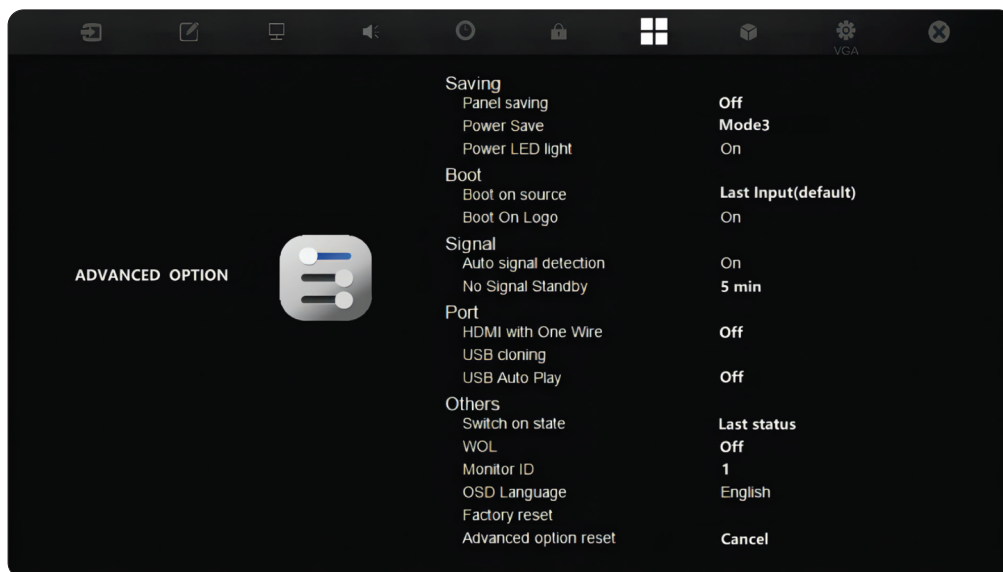 VGA
Saving
Panel saving Off
Power Save Mode3
Power LED light On
Boot
Boot on source Last Input(default)
Boot On Logo On
Signal
Auto signal detection On
No Signal Standby 5 min
Port
HDMI with One Wire Off
USB cloning
USB Auto Play Off
Others
Switch on state Last status
WOL Off
Monitor ID 1
OSD Language English
Factory reset
Advanced option reset Cancel
ADVANCED OPTION